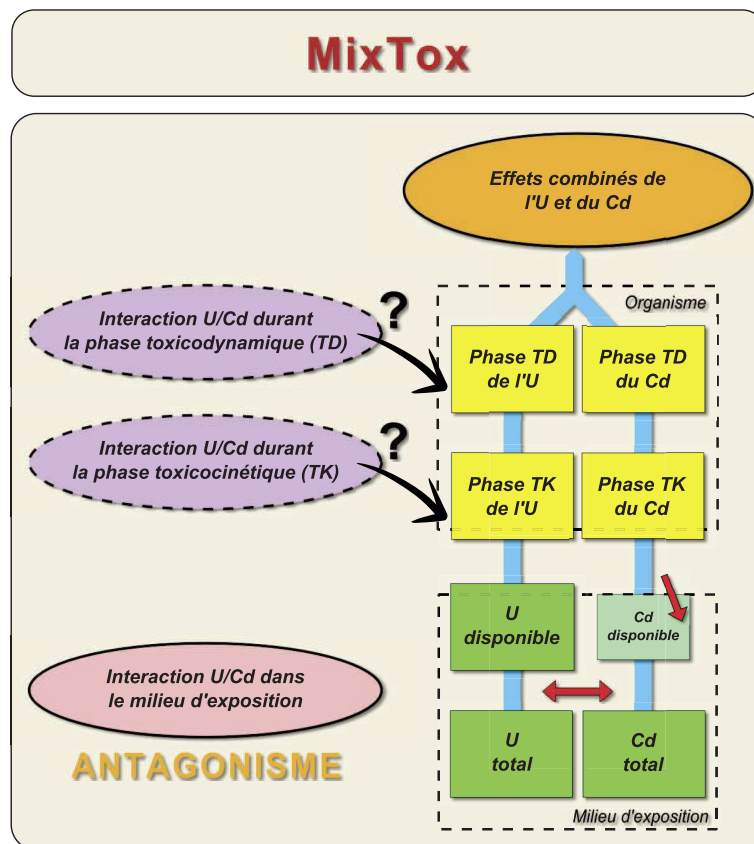 MixTox
Effets combinés de
l'U et du Cd
Organisme
Interaction U/Cd durant
la phase toxicodynamique (TD)
?
Phase TD
de l'U
Phase TD
du Cd
Interaction U/Cd durant
la phase toxicocinétique (TK)
?
Phase TK
de l'U
Phase TK
du Cd
U
disponible
Cd
disponible
Interaction U/Cd dans
le milieu d'exposition
ANTAGONISME
U
total
Cd
total
Milieu d'exposition